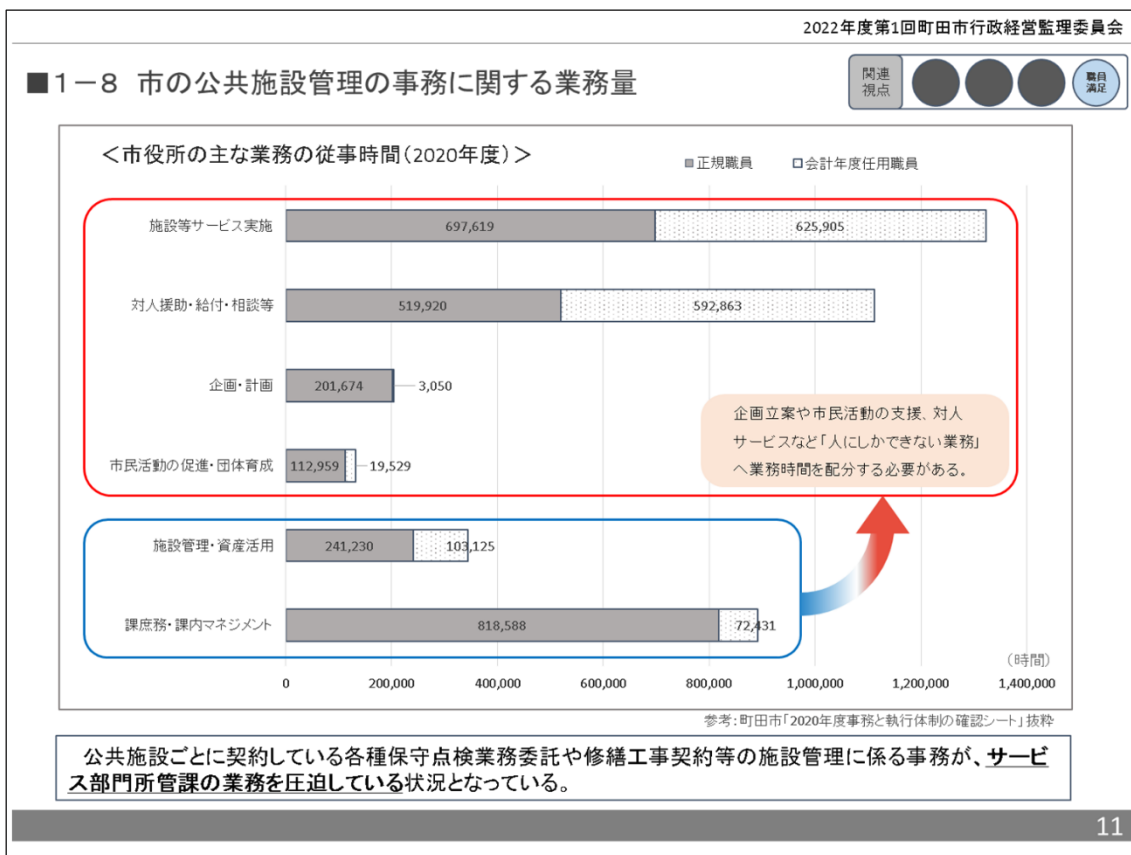 2022年度第1回町田市行政経営監理委員会
■1－8 市の公共施設管理の事務に関する業務量
関連
視点
職員
満足
＜市役所の主な業務の従事時間(2020年度)＞
■正規職員 □会計年度任用職員
施設等サービス実施 697,619 625,905
対人援助・給付・相談等 519,920 592,863
企画・計画 201,674 3,050
市民活動の促進・団体育成 112,959 19,529
企画立案や市民活動の支援、対人
サービスなど「人にしかできない業務」
へ業務時間を配分する必要がある。
施設管理・資産活用 241,230 103,125
課庶務・課内マネジメント 818,588 72,431
(時間)
0 200,000 400,000 600,000 800,000 1,000,000 1,200,000 1,400,000
参考:町田市「2020年度事務と執行体制の確認シート」抜粋
公共施設ごとに契約している各種保守点検業務委託や修繕工事契約等の施設管理に係る事務が、サービ
ス部門所管課の業務を圧迫している状況となっている。
11